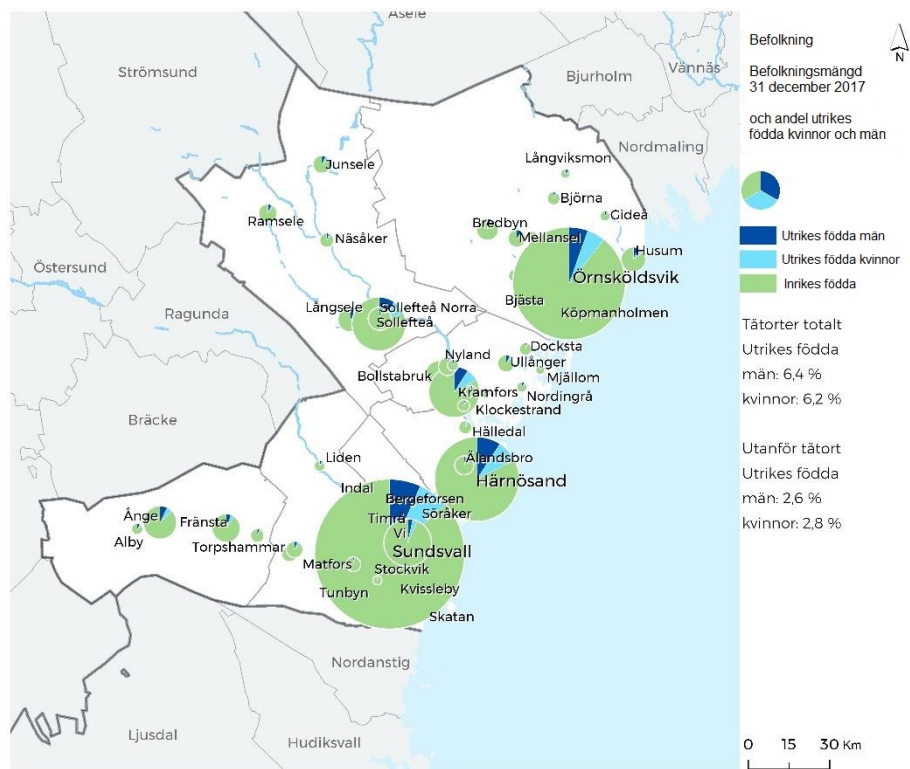 Åsele
Strömsund
Bjurholm
Vännäs
Nordmaling
Junsele
Långviksmon
Björna
Ramsele
Gideå
Bredbyn
Näsåker
Mellansel
Husum
Östersund
Örnsköldsvik
Långsele
Sollefteå Norra
Bjästa
Ragunda
Sollefteå
Köpmanholmen
Nyland
Docksta
Ullånger
Bollstabruk
Mjällom
Kramfors
Nordingrå
Klockestrand
Bräcke
Hälledal
Liden
Älandsbro
Härnösand
Indal
Bergeforsen
Ånge
Fränsta
Timrå
Söråker
Vi
Alby
Torpshammar
Sundsvall
Matfors
Stockvik
Tunbyn
Kvissleby
Skatan
Nordanstig
Ljusdal
Hudiksvall
Befolkning
N
Befolkningsmängd
31 december 2017
och andel utrikes
födda kvinnor och män
Utrikes födda män
Utrikes födda kvinnor
Inrikes födda
Tätorter totalt
Utrikes födda
män: 6,4 %
kvinnor: 6,2 %
Utanför tätort
Utrikes födda
män: 2,6 %
kvinnor: 2,8 %
0 15 30 Km